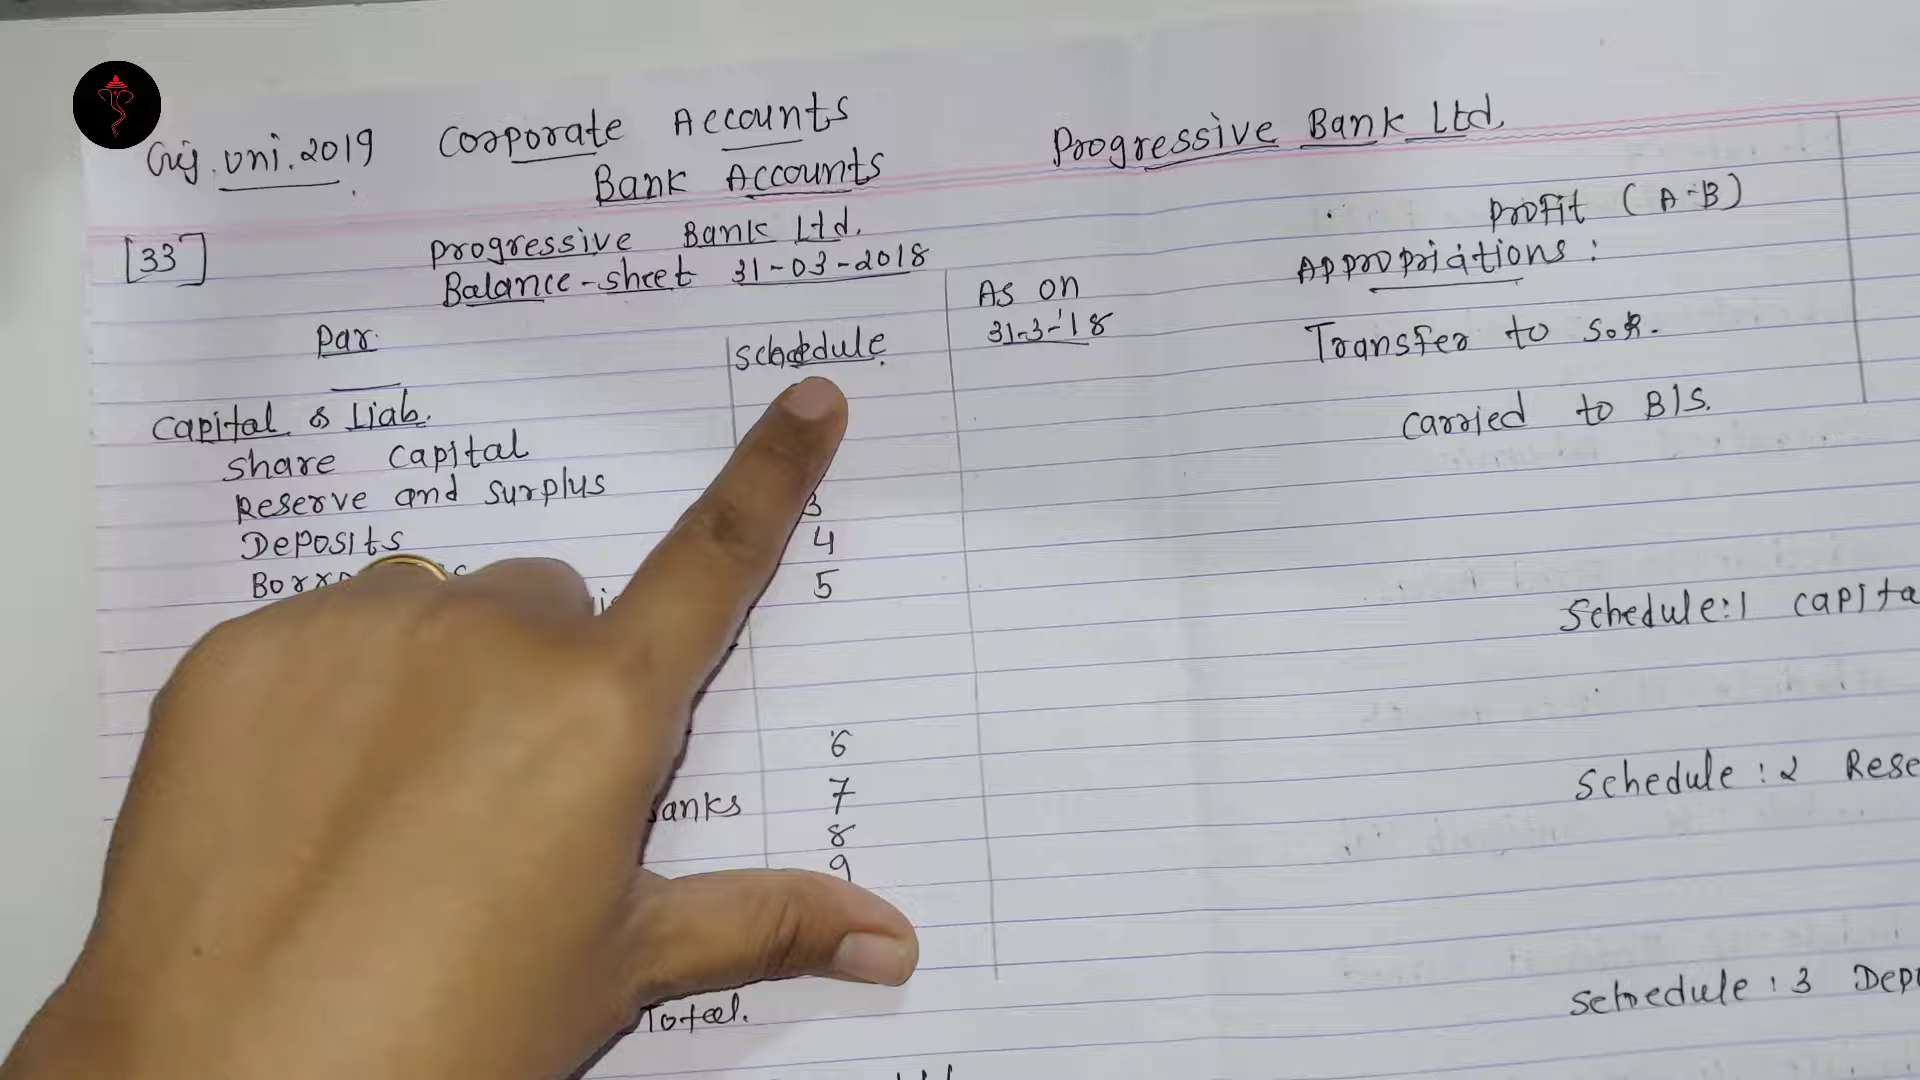 Guj. Uni. 2019 Corporate Accounts
Bank Accounts
[33] Progressive Bank Ltd.
Balance-sheet 31-03-2018
Par. Schedule. As on 31-3-'18
Capital & Liab.
Share Capital
Reserve and Surplus
3
Deposits 4
5
6
7
8
9
Total.
Progressive Bank Ltd.
Profit (A-B)
Appropriations:
Transfer to S.R.
Carried to B/S.
Schedule:1 Capita
Schedule:2 Rese
Schedule:3 Dep